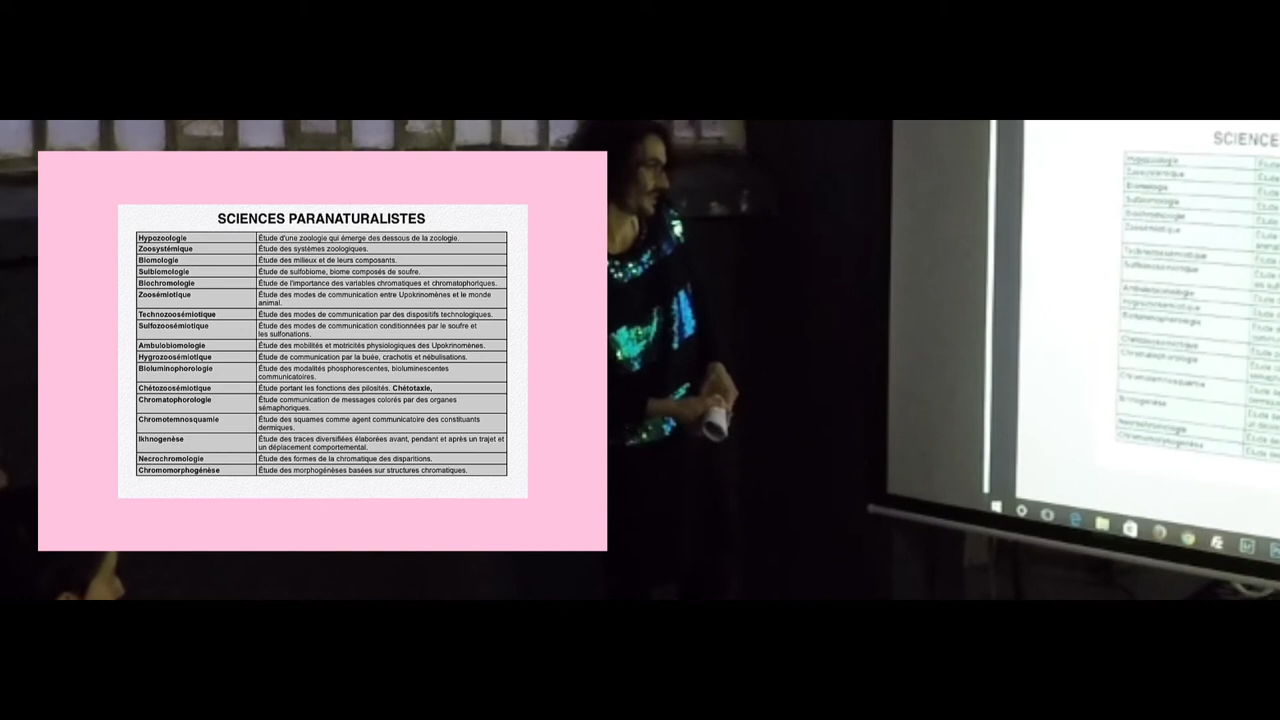 SCIENCES PARANATURALISTES
Hypozoologie Étude d'une zoologie qui émerge des dessous de la zoologie.
Zoosystémique Étude des systèmes zoologiques.
Biomologie Étude des milieux et de leurs composants.
Sulbiomologie Étude de sulfobiome, biome composés de soufre.
Biochromologie Étude de l'importance des variables chromatiques et chromatophoriques.
Zoosémiotique Étude des modes de communication entre Upokrinomènes et le monde
animal.
Technozoosémiotique Étude des modes de communication par des dispositifs technologiques.
Sulfozoosémiotique Étude des modes de communication conditionnées par le soufre et
les sulfonations.
Ambulobiomologie Étude des mobilités et motricités physiologiques des Upokrinomènes.
Hygrozoosémiotique Étude de communication par la buée, crachotis et nébulisations.
Bioluminophorologie Étude des modalités phosphorescentes, bioluminescentes
communicatoires.
Chétozoosémiotique Étude portant les fonctions des pilosités. Chétotaxie,
Chromatophorologie Étude communication de messages colorés par des organes
sémaphoriques.
Chromotemnosquamie Étude des squames comme agent communicatoire des constituants
dermiques.
Ikhnogenèse Étude des traces diversifiées élaborées avant, pendant et après un trajet et
un déplacement comportemental.
Necrochromologie Étude des formes de la chromatique des disparitions.
Chromomorphogénèse Étude des morphogénèses basées sur structures chromatiques.
SCIENCE